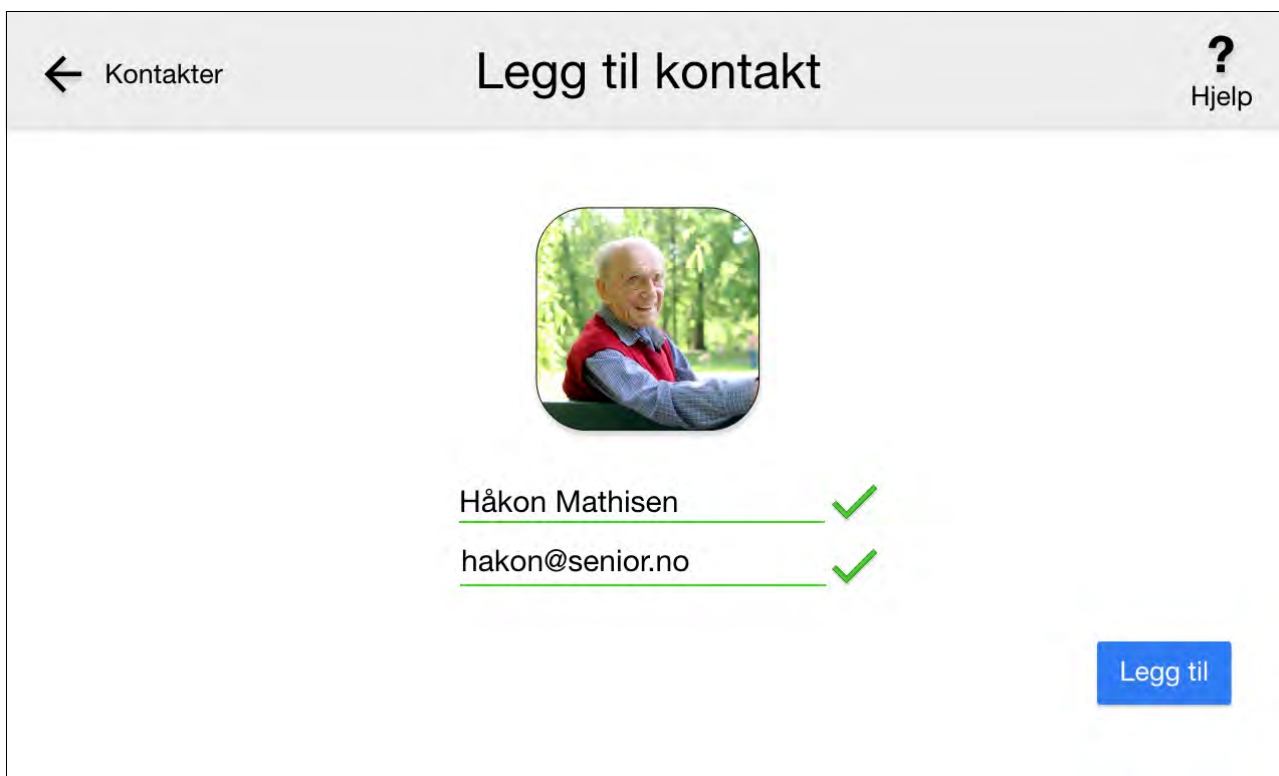 Kontakter
Legg til kontakt
?
Hjelp
Håkon Mathisen
hakon@senior.no
Legg til